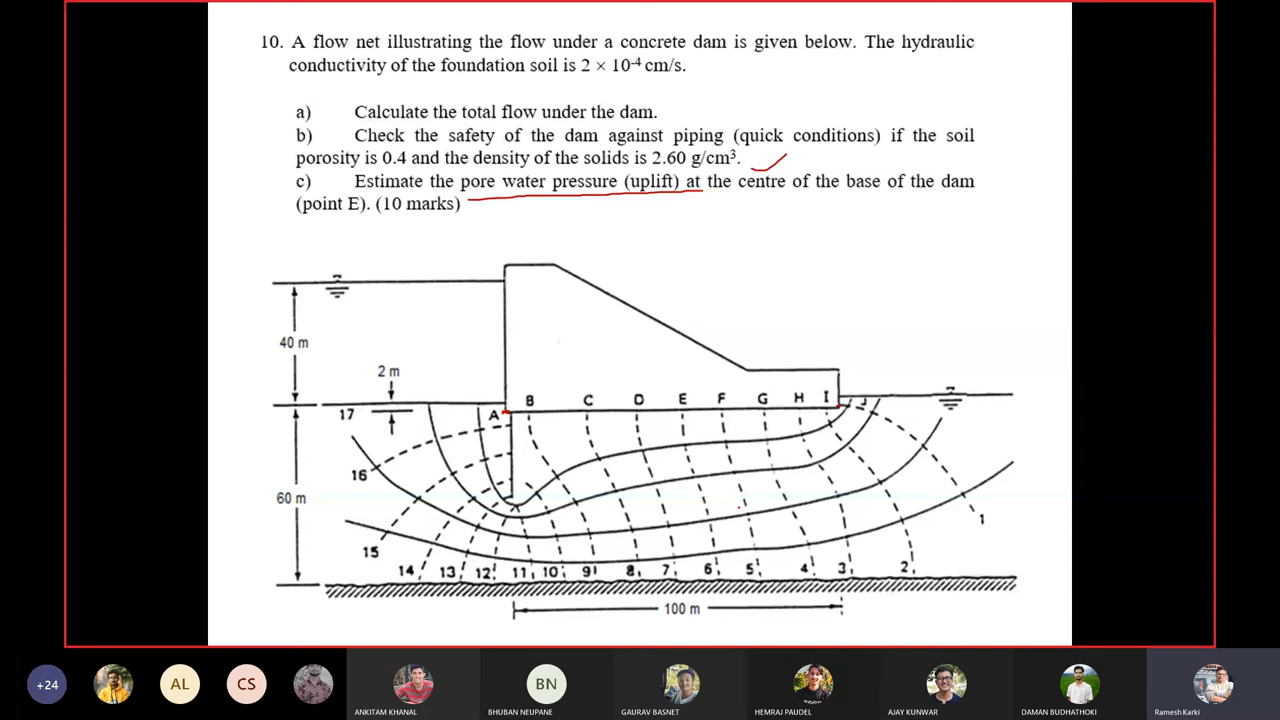 10. A flow net illustrating the flow under a concrete dam is given below. The hydraulic
conductivity of the foundation soil is 2 × 10⁻⁴ cm/s.
a) Calculate the total flow under the dam.
b) Check the safety of the dam against piping (quick conditions) if the soil
porosity is 0.4 and the density of the solids is 2.60 g/cm³.
c) Estimate the pore water pressure (uplift) at the centre of the base of the dam
(point E). (10 marks)
40 m
2 m
17 A B C D E F G H I J
16
60 m
15
14 13 12 11 10 9 8 7 6 5 4 3 2 1
100 m
+24 AL CS BN
ANKITAM KHANAL BHUBAN NEUPANE GAURAV BASNET HEMRAJ PAUDEL AJAY KUNWAR DAMAN BUDHATHOKI Ramesh Karki